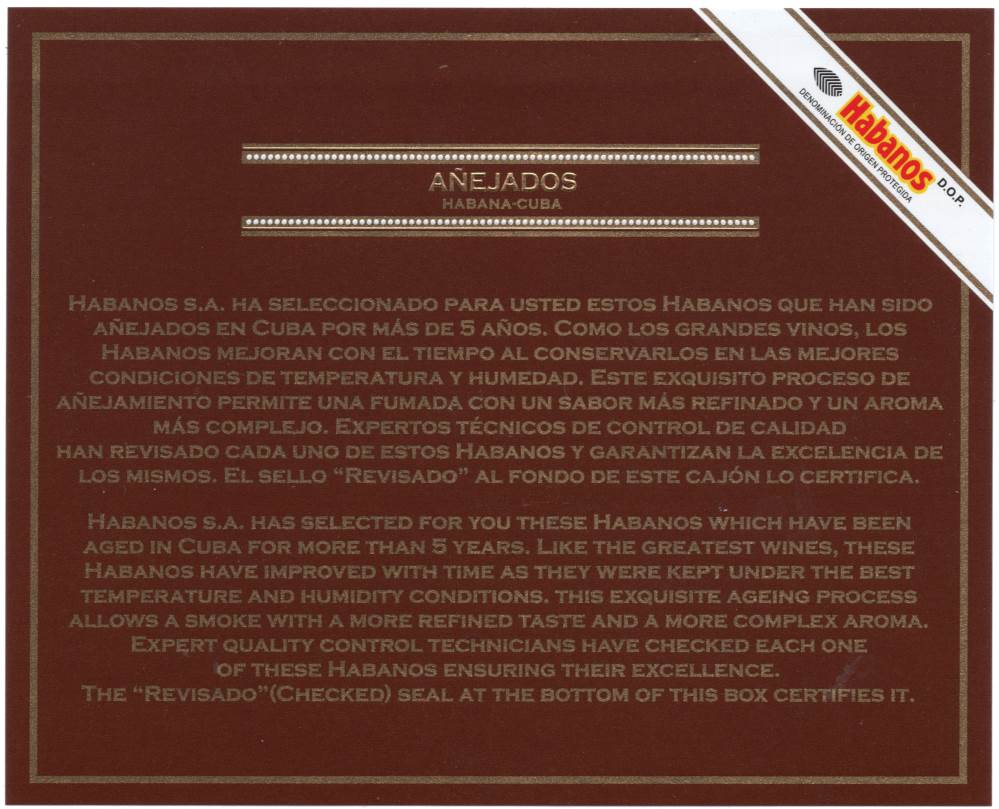 Habanos
D.O.P.
DENOMINACIÓN DE ORIGEN PROTEGIDA
AÑEJADOS
HABANA-CUBA
HABANOS S.A. HA SELECCIONADO PARA USTED ESTOS HABANOS QUE HAN SIDO
AÑEJADOS EN CUBA POR MÁS DE 5 AÑOS. COMO LOS GRANDES VINOS, LOS
HABANOS MEJORAN CON EL TIEMPO AL CONSERVARLOS EN LAS MEJORES
CONDICIONES DE TEMPERATURA Y HUMEDAD. ESTE EXQUISITO PROCESO DE
AÑEJAMIENTO PERMITE UNA FUMADA CON UN SABOR MÁS REFINADO Y UN AROMA
MÁS COMPLEJO. EXPERTOS TÉCNICOS DE CONTROL DE CALIDAD
HAN REVISADO CADA UNO DE ESTOS HABANOS Y GARANTIZAN LA EXCELENCIA DE
LOS MISMOS. EL SELLO “REVISADO” AL FONDO DE ESTE CAJÓN LO CERTIFICA.
HABANOS S.A. HAS SELECTED FOR YOU THESE HABANOS WHICH HAVE BEEN
AGED IN CUBA FOR MORE THAN 5 YEARS. LIKE THE GREATEST WINES, THESE
HABANOS HAVE IMPROVED WITH TIME AS THEY WERE KEPT UNDER THE BEST
TEMPERATURE AND HUMIDITY CONDITIONS. THIS EXQUISITE AGEING PROCESS
ALLOWS A SMOKE WITH A MORE REFINED TASTE AND A MORE COMPLEX AROMA.
EXPERT QUALITY CONTROL TECHNICIANS HAVE CHECKED EACH ONE
OF THESE HABANOS ENSURING THEIR EXCELLENCE.
THE “REVISADO”(CHECKED) SEAL AT THE BOTTOM OF THIS BOX CERTIFIES IT.